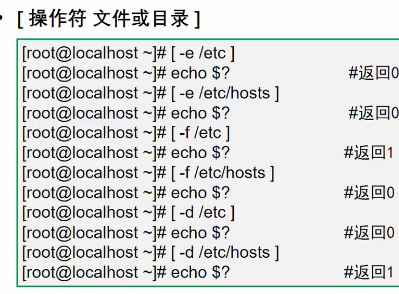 • [ 操作符 文件或目录 ]
[root@localhost ~]# [ -e /etc ]
[root@localhost ~]# echo $? #返回0
[root@localhost ~]# [ -e /etc/hosts ]
[root@localhost ~]# echo $? #返回0
[root@localhost ~]# [ -f /etc ]
[root@localhost ~]# echo $? #返回1
[root@localhost ~]# [ -f /etc/hosts ]
[root@localhost ~]# echo $? #返回0
[root@localhost ~]# [ -d /etc ]
[root@localhost ~]# echo $? #返回0
[root@localhost ~]# [ -d /etc/hosts ]
[root@localhost ~]# echo $? #返回1